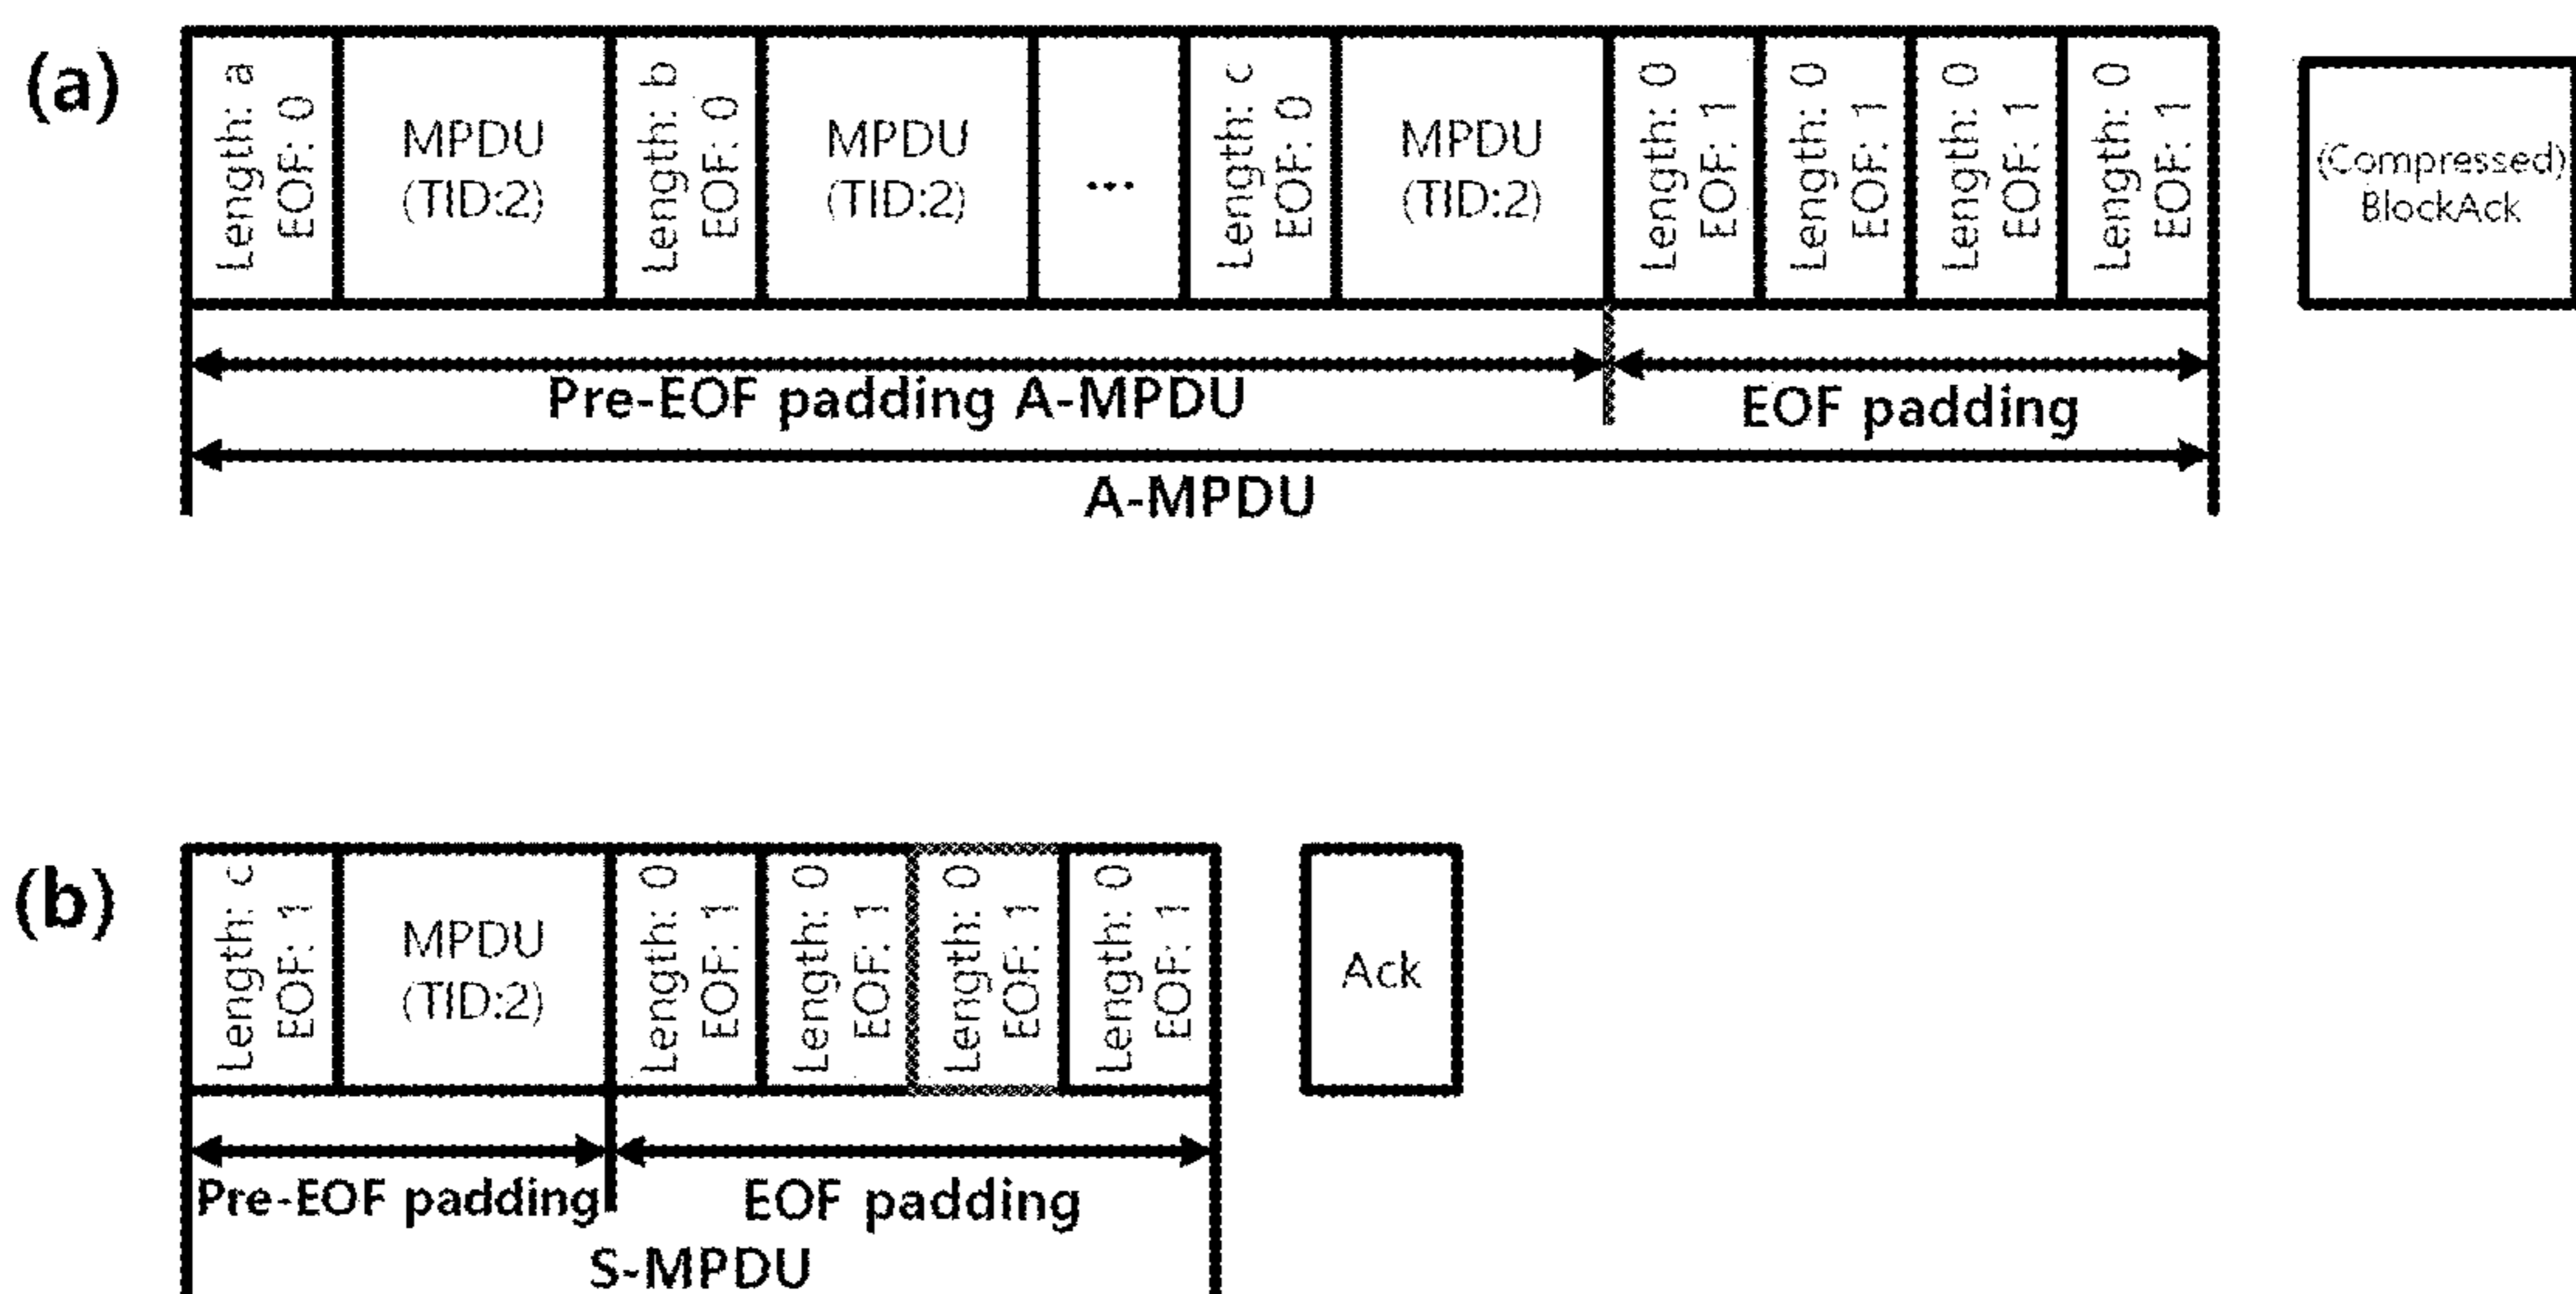 (a)
Length: a
EOF: 0
MPDU
(TID:2)
Length: b
EOF: 0
MPDU
(TID:2)
...
Length: c
EOF: 0
MPDU
(TID:2)
Length: 0
EOF: 1
Length: 0
EOF: 1
Length: 0
EOF: 1
Length: 0
EOF: 1
(Compressed)
BlockAck
Pre-EOF padding A-MPDU
EOF padding
A-MPDU
(b)
Length: c
EOF: 1
MPDU
(TID:2)
Length: 0
EOF: 1
Length: 0
EOF: 1
Length: 0
EOF: 1
Length: 0
EOF: 1
Ack
Pre-EOF padding
EOF padding
S-MPDU